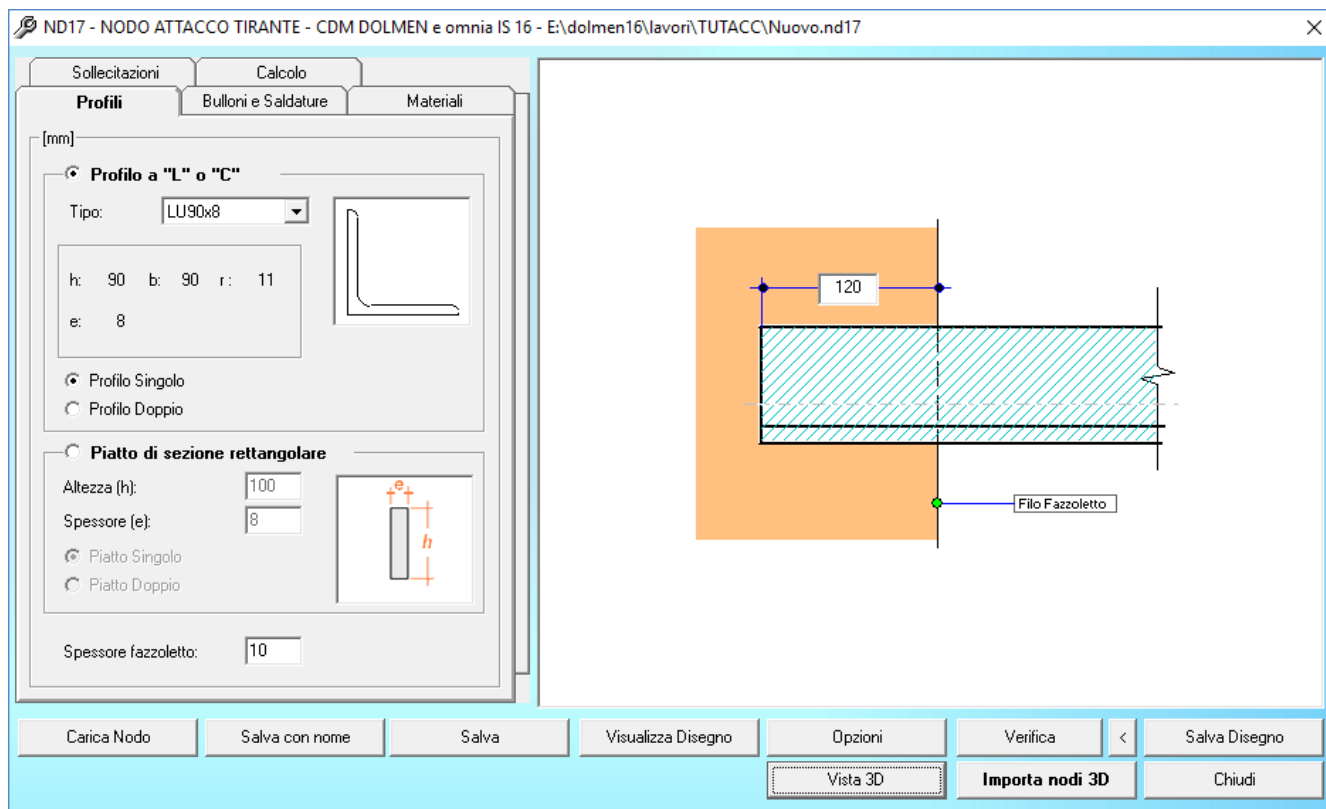 ND17 - NODO ATTACCO TIRANTE - CDM DOLMEN e omnia IS 16 - E:\dolmen16\lavori\TUTACC\Nuovo.nd17
Sollecitazioni
Calcolo
Profili
Bulloni e Saldature
Materiali
[mm]
Profilo a "L" o "C"
Tipo: LU90x8
h: 90 b: 90 r: 11
e: 8
Profilo Singolo
Profilo Doppio
Piatto di sezione rettangolare
Altezza (h): 100
Spessore (e): 8
Piatto Singolo
Piatto Doppio
e
h
Spessore fazzoletto: 10
120
Filo Fazzoletto
Carica Nodo
Salva con nome
Salva
Visualizza Disegno
Opzioni
Verifica
<
Salva Disegno
Vista 3D
Importa nodi 3D
Chiudi